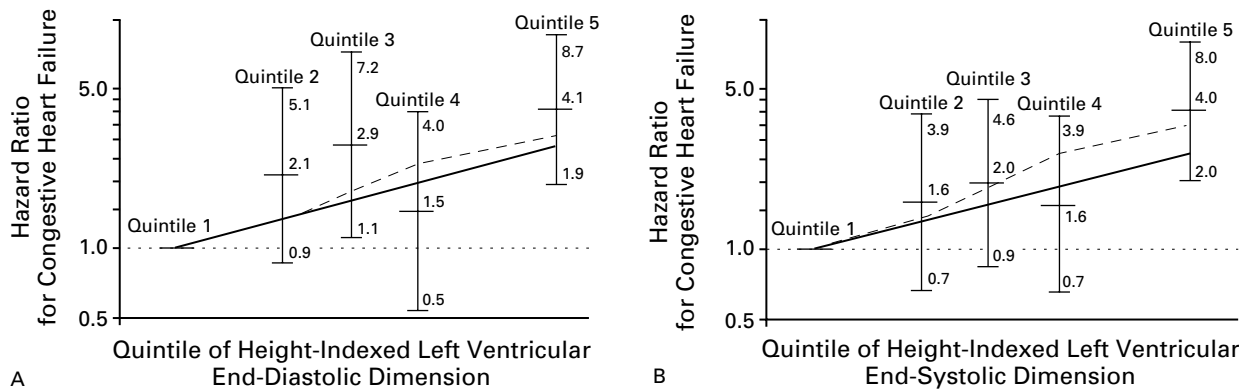 Hazard Ratio
for Congestive Heart Failure
5.0
1.0
0.5
Quintile 1
Quintile 2
5.1
2.1
0.9
Quintile 3
7.2
2.9
1.1
Quintile 4
4.0
1.5
0.5
Quintile 5
8.7
4.1
1.9
Quintile of Height-Indexed Left Ventricular
End-Diastolic Dimension
A
Hazard Ratio
for Congestive Heart Failure
5.0
1.0
0.5
Quintile 1
Quintile 2
3.9
1.6
0.7
Quintile 3
4.6
2.0
0.9
Quintile 4
3.9
1.6
0.7
Quintile 5
8.0
4.0
2.0
Quintile of Height-Indexed Left Ventricular
End-Systolic Dimension
B